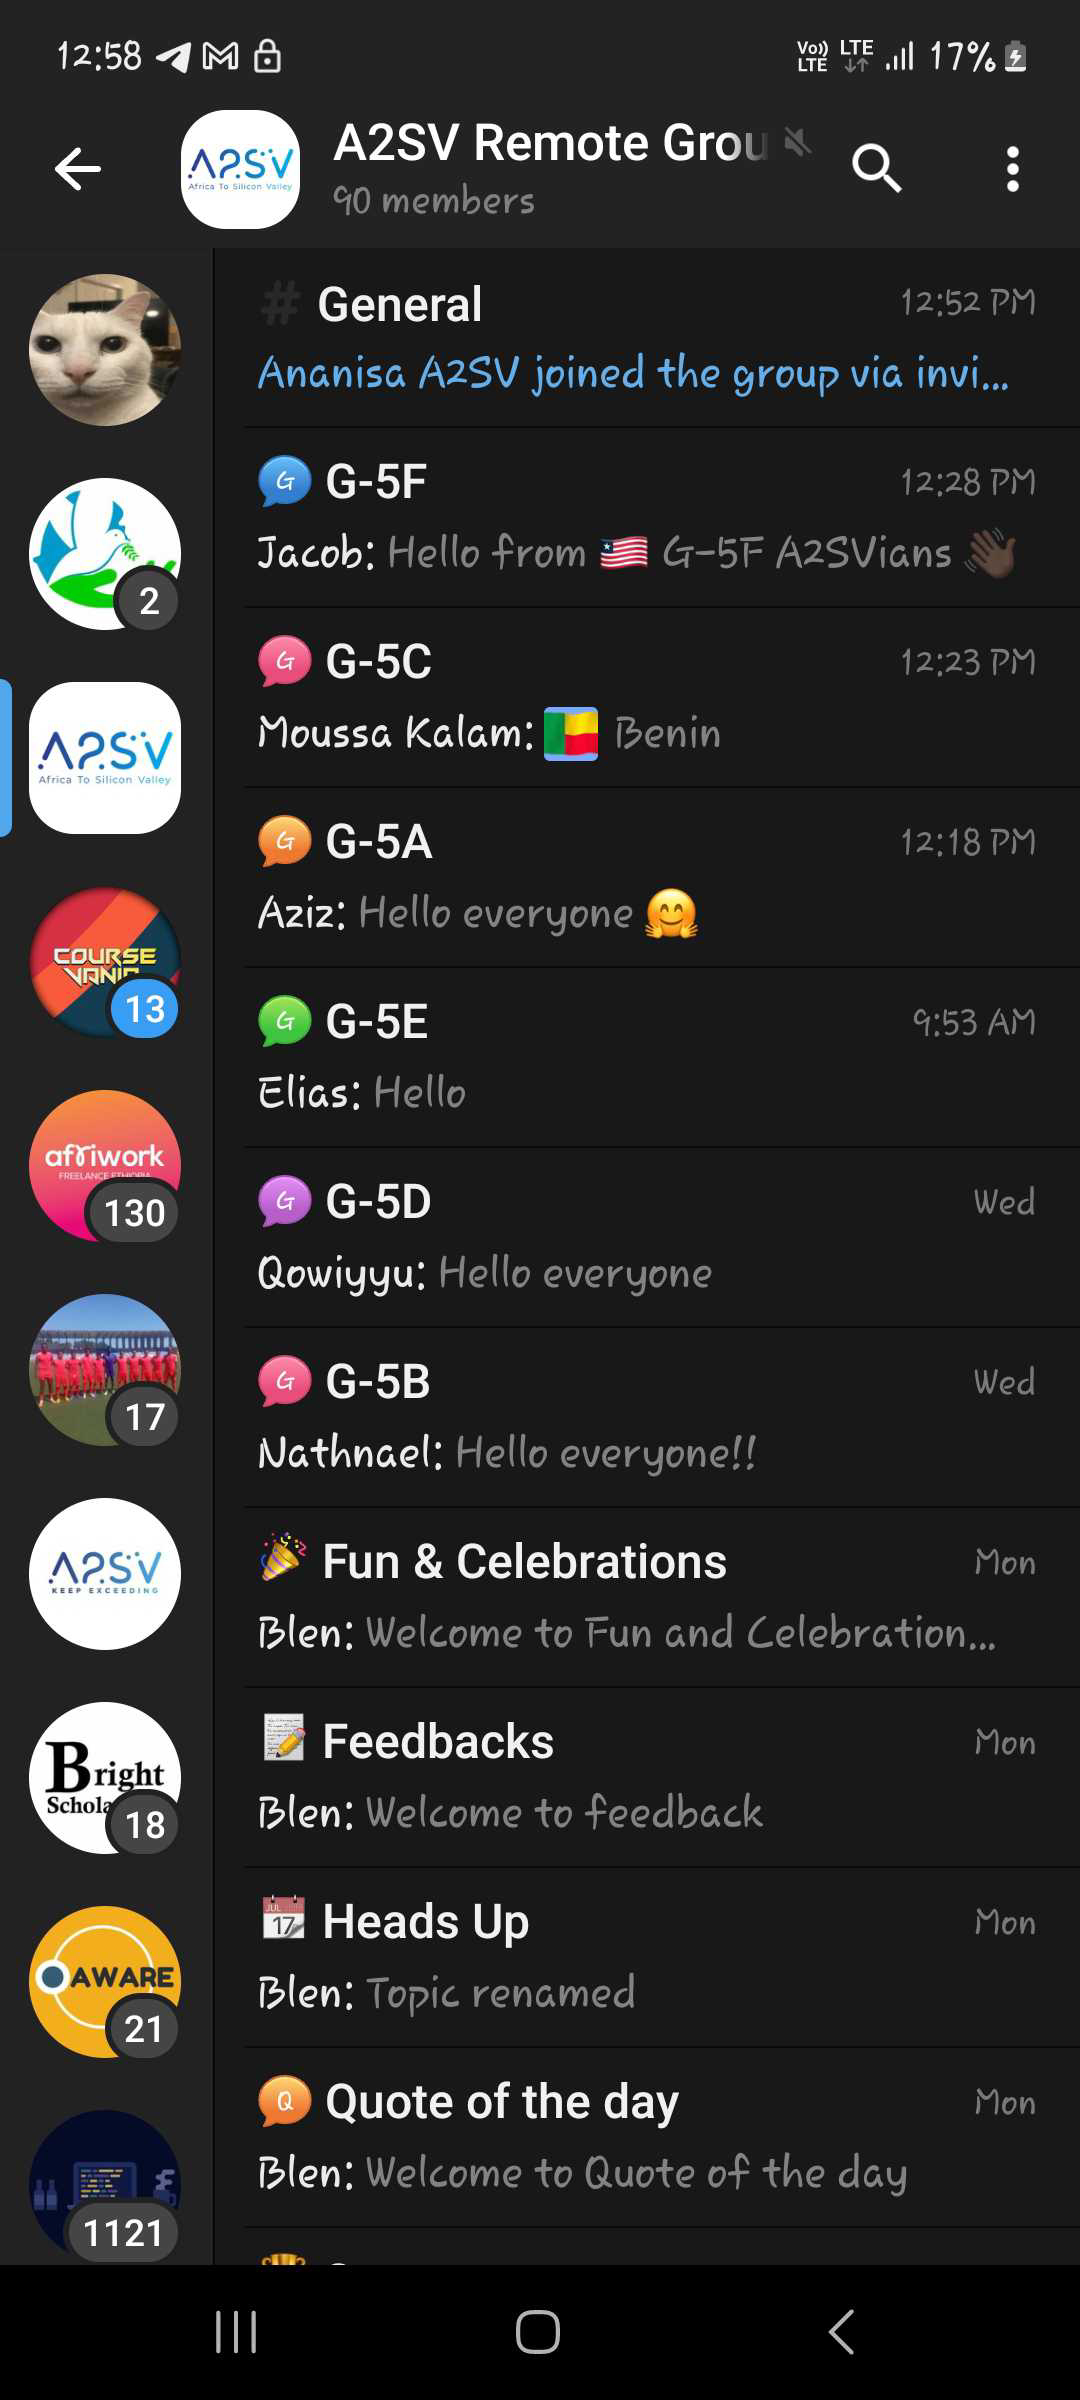 12:58
Vo)) LTE
LTE
17%
A2SV
Africa To Silicon Valley
A2SV Remote Grou
90 members
General
12:52 PM
Ananisa A2SV joined the group via invi...
G
G-5F
12:28 PM
Jacob: Hello from 🇱🇷 G-5F A2SVians 👋🏿
2
G
G-5C
12:23 PM
Moussa Kalam: 🇧🇯 Benin
A2SV
Africa To Silicon Valley
G
G-5A
12:18 PM
Aziz: Hello everyone 🤗
COURSE
13
G
G-5E
9:53 AM
Elias: Hello
afriwork
FREELANCE ETHIOPIA
130
G
G-5D
Wed
Qowiyyu: Hello everyone
17
G
G-5B
Wed
Nathnael: Hello everyone!!
A2SV
KEEP EXCEEDING
Fun & Celebrations
Mon
Blen: Welcome to Fun and Celebration...
Bright
Schola
18
Feedbacks
Mon
Blen: Welcome to feedback
AWARE
21
JUL
17
Heads Up
Mon
Blen: Topic renamed
Q
Quote of the day
Mon
Blen: Welcome to Quote of the day
1121